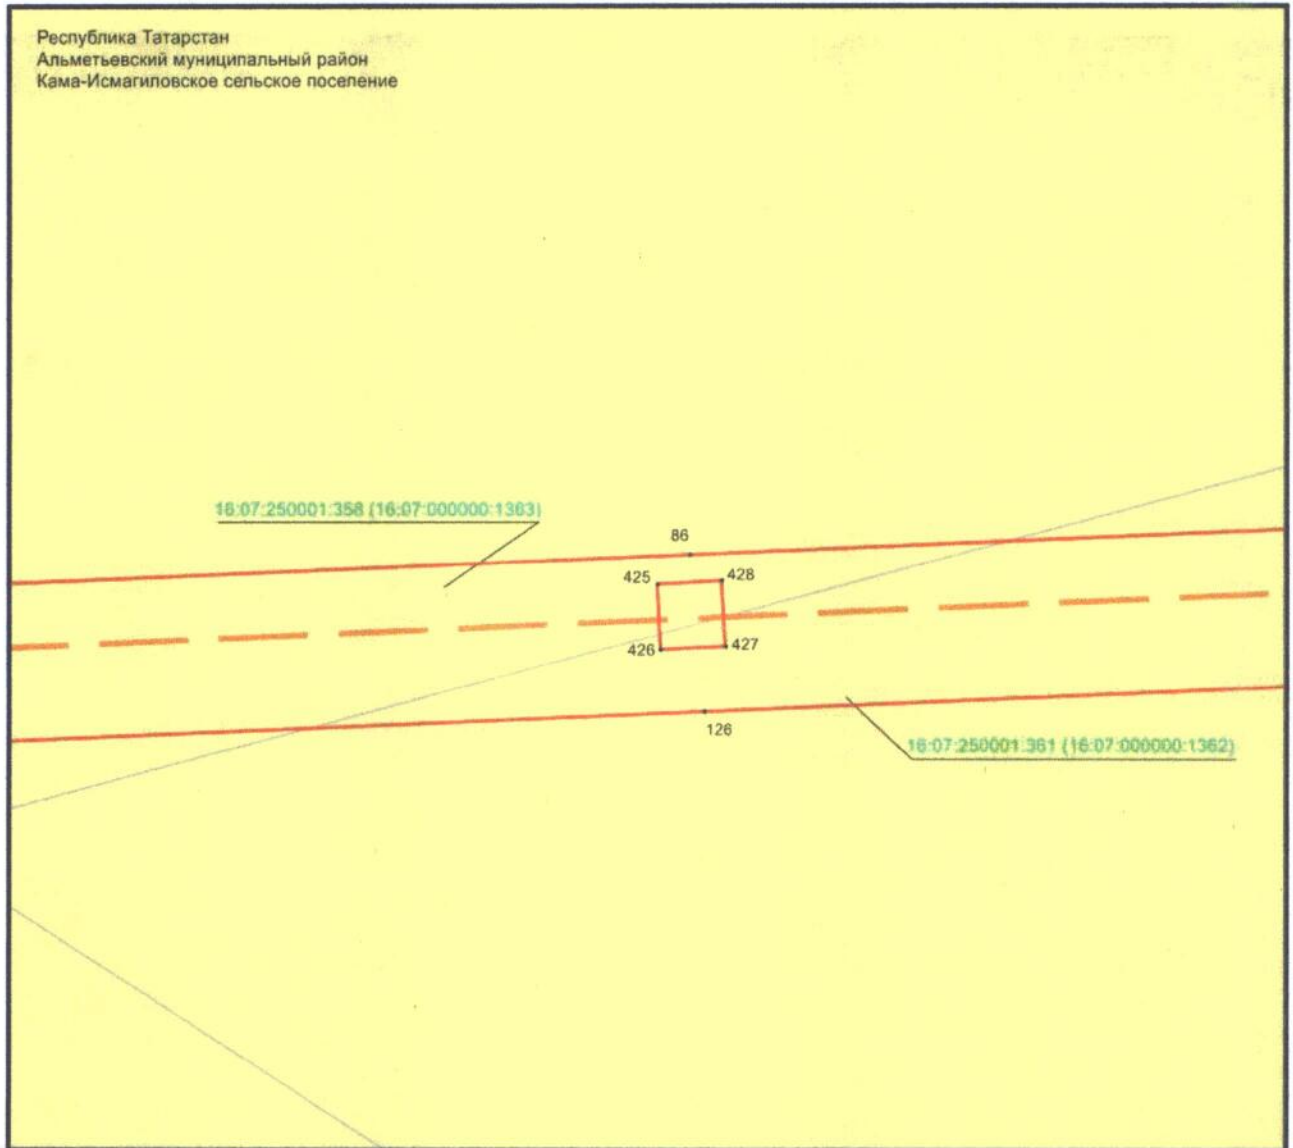 Республика Татарстан
Альметьевский муниципальный район
Кама-Исмагиловское сельское поселение
16:07:250001:358 (16:07:000000:1363)
86
425
428
426
427
126
16:07:250001:361 (16:07:000000:1362)